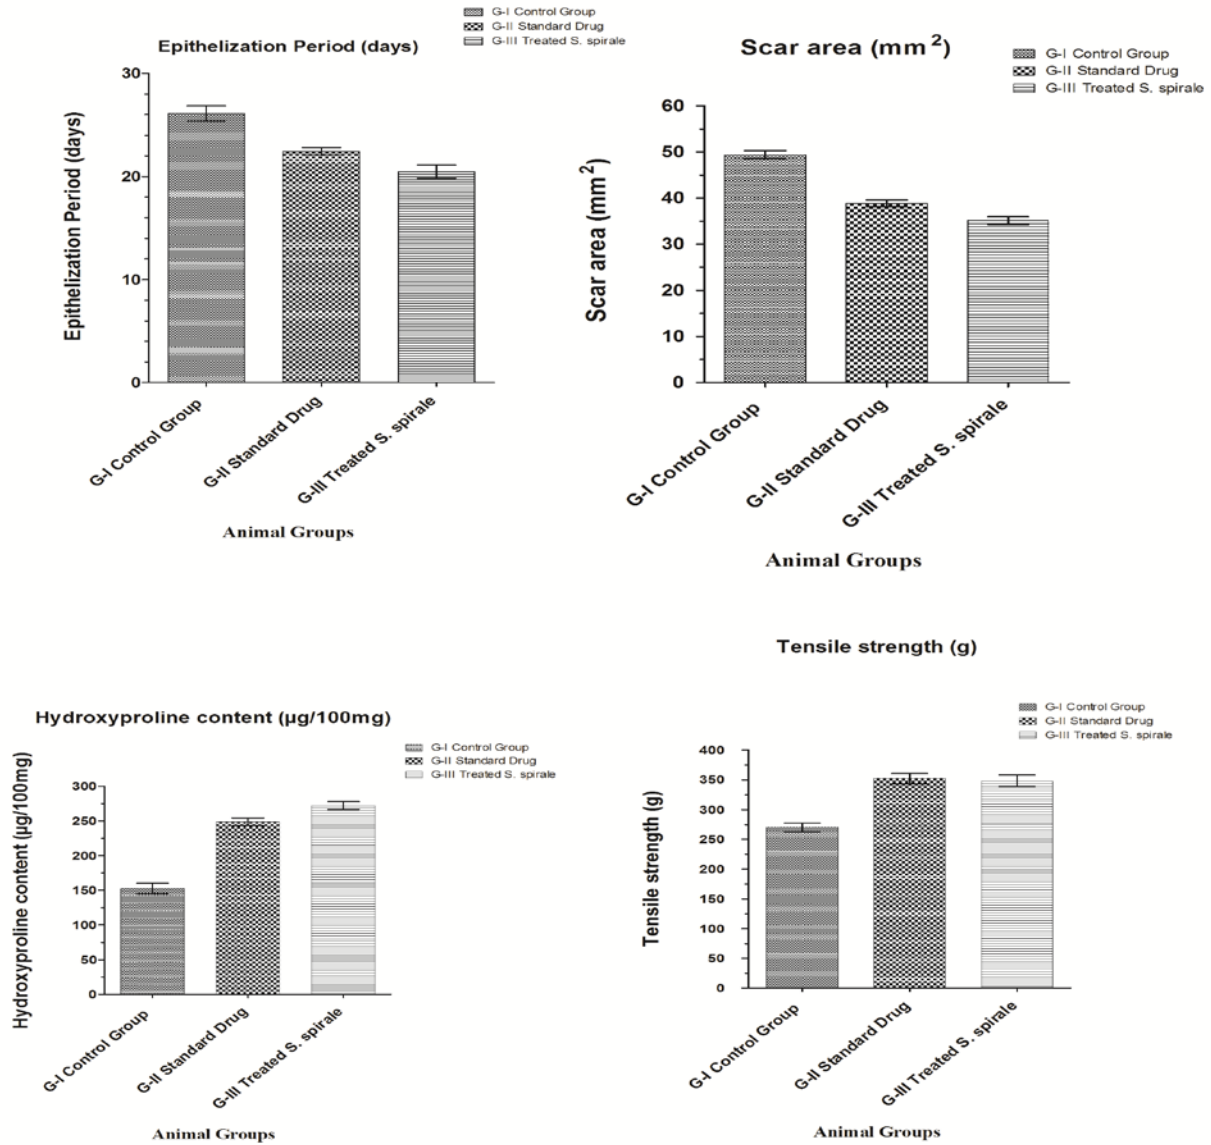 G-I Control Group
G-II Standard Drug
G-III Treated S. spirale
Epithelization Period (days)
Epithelization Period (days)
30
20
10
0
G-I Control Group
G-II Standard Drug
G-III Treated S. spirale
Animal Groups
Scar area (mm²)
G-I Control Group
G-II Standard Drug
G-III Treated S. spirale
Scar area (mm²)
60
50
40
30
20
10
0
G-I Control Group
G-II Standard Drug
G-III Treated S. spirale
Animal Groups
Hydroxyproline content (µg/100mg)
G-I Control Group
G-II Standard Drug
G-III Treated S. spirale
Hydroxyproline content (µg/100mg)
300
250
200
150
100
50
0
G-I Control Group
G-II Standard Drug
G-III Treated S. spirale
Animal Groups
Tensile strength (g)
G-I Control Group
G-II Standard Drug
G-III Treated S. spirale
Tensile strength (g)
400
350
300
250
200
150
100
50
0
G-I Control Group
G-II Standard Drug
G-III Treated S. spirale
Animal Groups